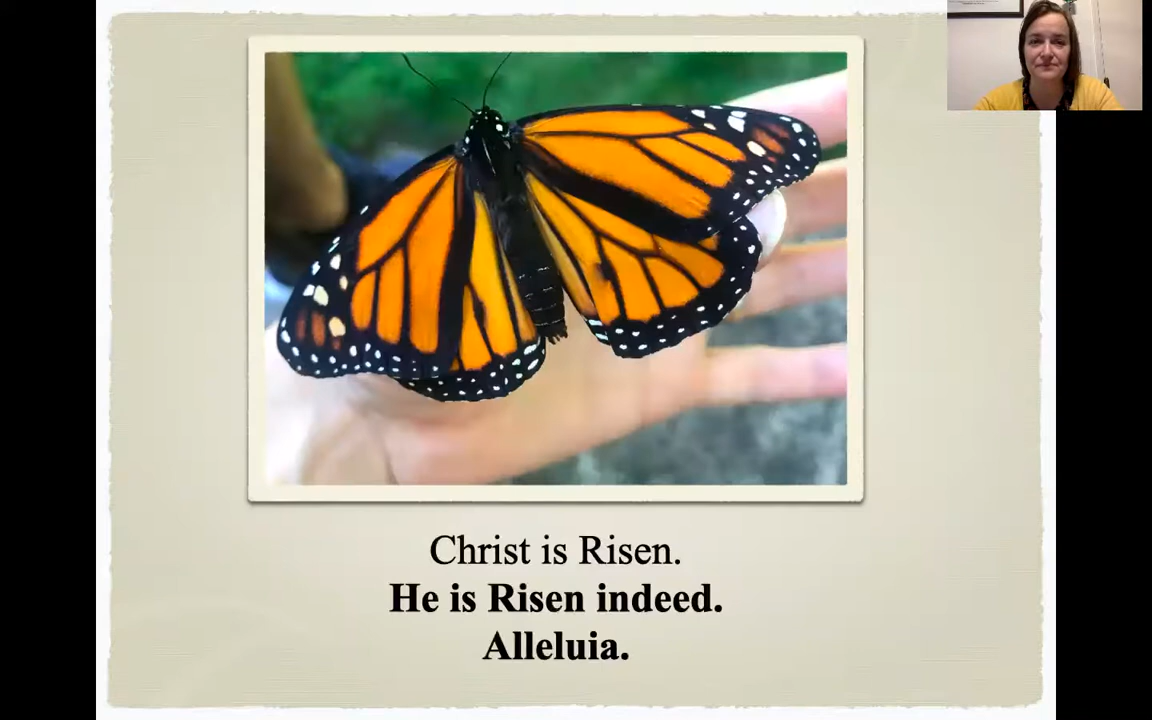 Christ is Risen.
He is Risen indeed.
Alleluia.